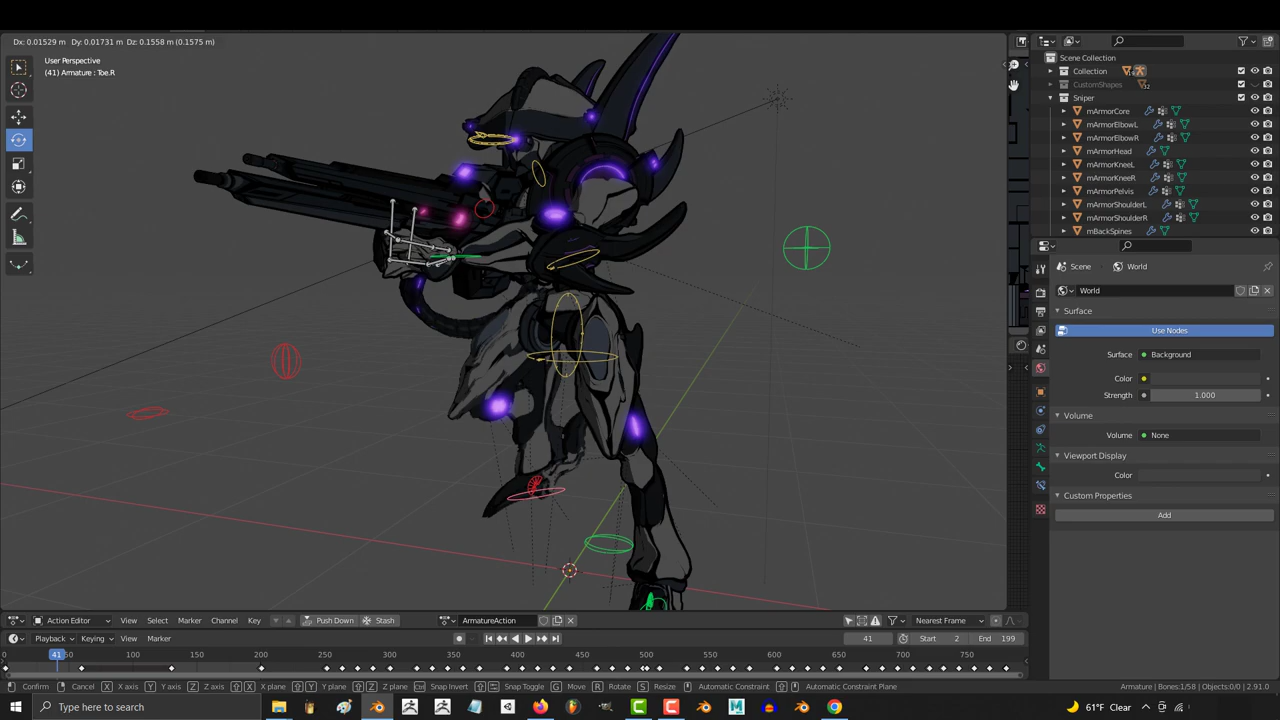 Dx: 0.01529 m   Dy: 0.01731 m   Dz: 0.1558 m (0.1575 m)
User Perspective
(41) Armature : Toe.R
Scene Collection
Collection
CustomShapes
32
Sniper
mArmorCore
mArmorElbowL
mArmorElbowR
mArmorHead
mArmorKneeL
mArmorKneeR
mArmorPelvis
mArmorShoulderL
mArmorShoulderR
mBackSpines
Scene > World
World
Surface
Use Nodes
Surface Background
Color
Strength 1.000
Volume
Volume None
Viewport Display
Color
Custom Properties
Add
Action Editor View Select Marker Channel Key Push Down Stash ArmatureAction Nearest Frame
Playback Keying View Marker 41 Start 2 End 199
0 41 50 100 150 200 250 300 350 400 450 500 550 600 650 700 750
Confirm Cancel X X axis Y Y axis Z Z axis X X plane Y Y plane Z Z plane Snap Invert Snap Toggle G Move R Rotate S Resize Automatic Constraint Automatic Constraint Plane Armature | Bones:1/58 | Objects:0/0 | 2.91.0
Type here to search 61°F Clear